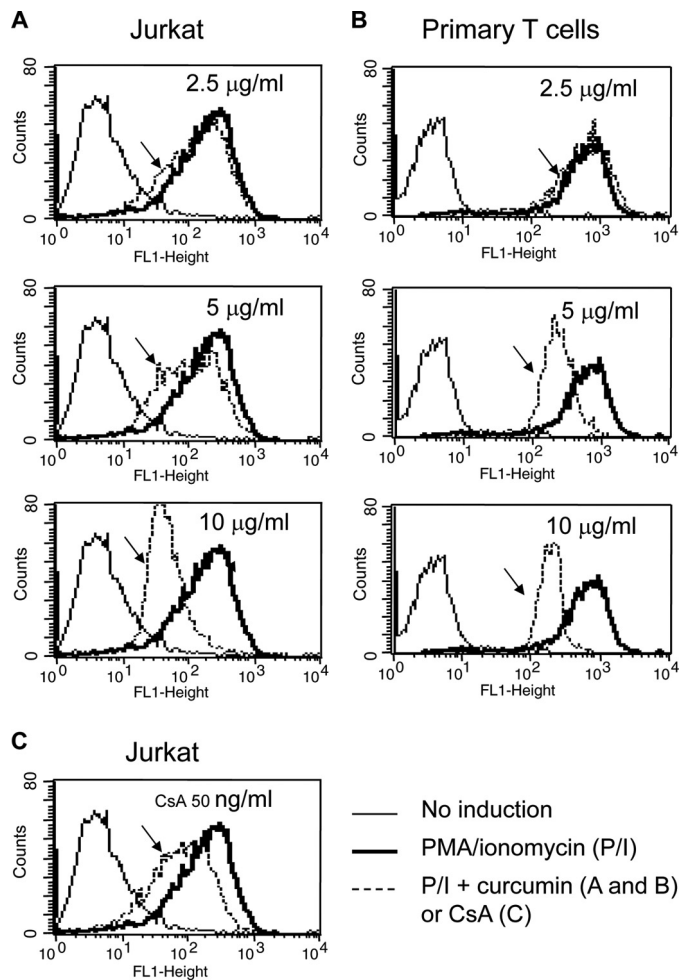 A
Jurkat
2.5 μg/ml
80
Counts
0
10^0 10^1 10^2 10^3 10^4
FL1-Height
5 μg/ml
80
Counts
0
10^0 10^1 10^2 10^3 10^4
FL1-Height
10 μg/ml
80
Counts
0
10^0 10^1 10^2 10^3 10^4
FL1-Height
B
Primary T cells
2.5 μg/ml
80
Counts
0
10^0 10^1 10^2 10^3 10^4
FL1-Height
5 μg/ml
80
Counts
0
10^0 10^1 10^2 10^3 10^4
FL1-Height
10 μg/ml
80
Counts
0
10^0 10^1 10^2 10^3 10^4
FL1-Height
C
Jurkat
CsA 50 ng/ml
80
Counts
0
10^0 10^1 10^2 10^3 10^4
FL1-Height
No induction
PMA/ionomycin (P/I)
P/I + curcumin (A and B)
or CsA (C)